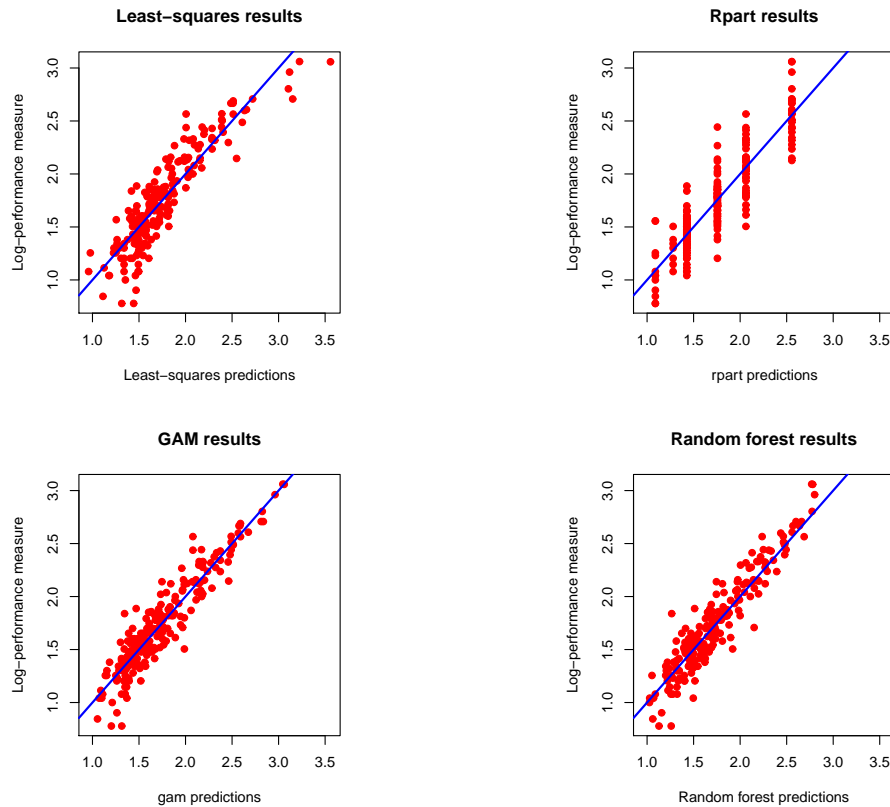 Least−squares results
Log−performance measure
1.0 1.5 2.0 2.5 3.0
1.0 1.5 2.0 2.5 3.0 3.5
Least−squares predictions
Rpart results
Log−performance measure
1.0 1.5 2.0 2.5 3.0
1.0 1.5 2.0 2.5 3.0 3.5
rpart predictions
GAM results
Log−performance measure
1.0 1.5 2.0 2.5 3.0
1.0 1.5 2.0 2.5 3.0 3.5
gam predictions
Random forest results
Log−performance measure
1.0 1.5 2.0 2.5 3.0
1.0 1.5 2.0 2.5 3.0 3.5
Random forest predictions